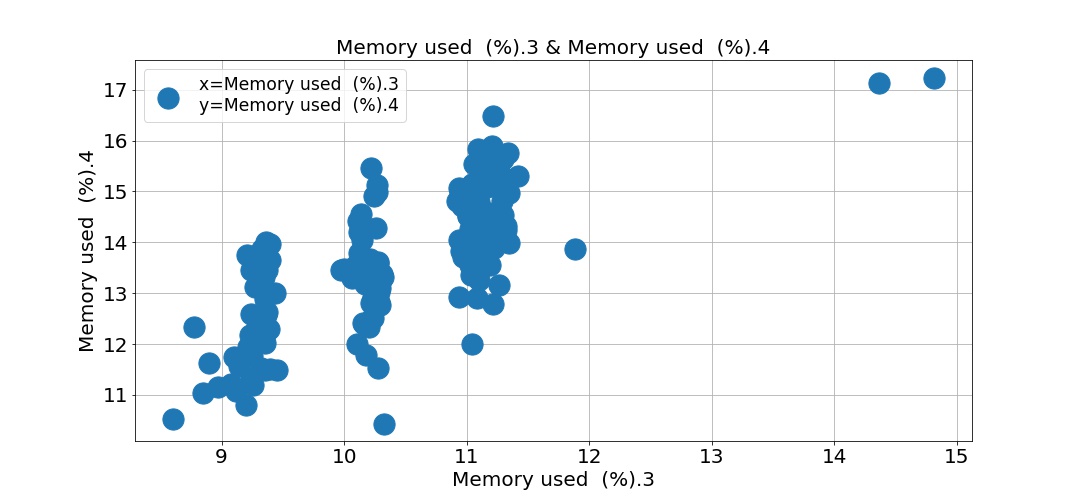 Memory used  (%).3 & Memory used  (%).4
x=Memory used  (%).3
y=Memory used  (%).4
17
16
15
14
13
12
11
Memory used  (%).4
9 10 11 12 13 14 15
Memory used  (%).3